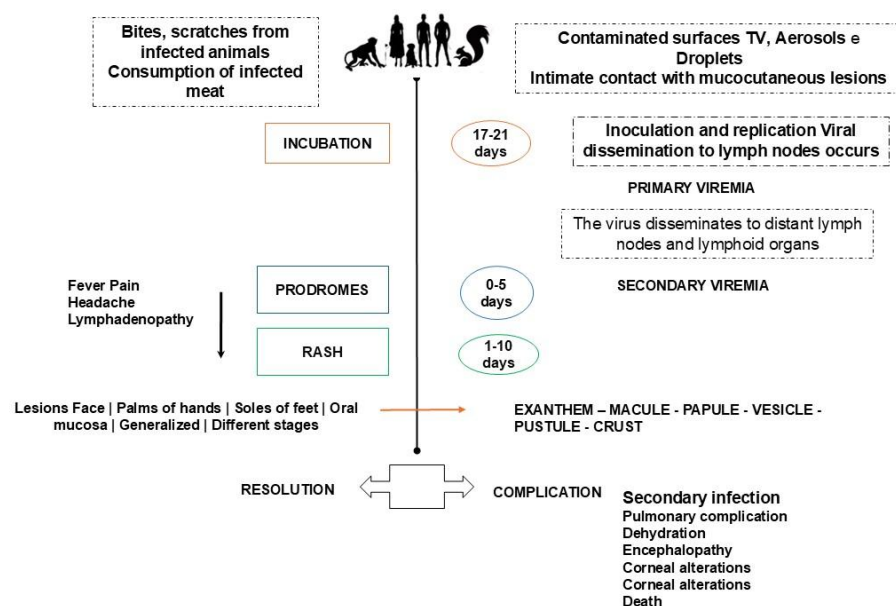 Bites, scratches from
infected animals
Consumption of infected
meat
Contaminated surfaces TV, Aerosols e
Droplets
Intimate contact with mucocutaneous lesions
INCUBATION
17-21
days
Inoculation and replication Viral
dissemination to lymph nodes occurs
PRIMARY VIREMIA
The virus disseminates to distant lymph
nodes and lymphoid organs
Fever Pain
Headache
Lymphadenopathy
PRODROMES
0-5
days
SECONDARY VIREMIA
RASH
1-10
days
Lesions Face | Palms of hands | Soles of feet | Oral
mucosa | Generalized | Different stages
EXANTHEM – MACULE - PAPULE - VESICLE -
PUSTULE - CRUST
RESOLUTION
COMPLICATION
Secondary infection
Pulmonary complication
Dehydration
Encephalopathy
Corneal alterations
Corneal alterations
Death